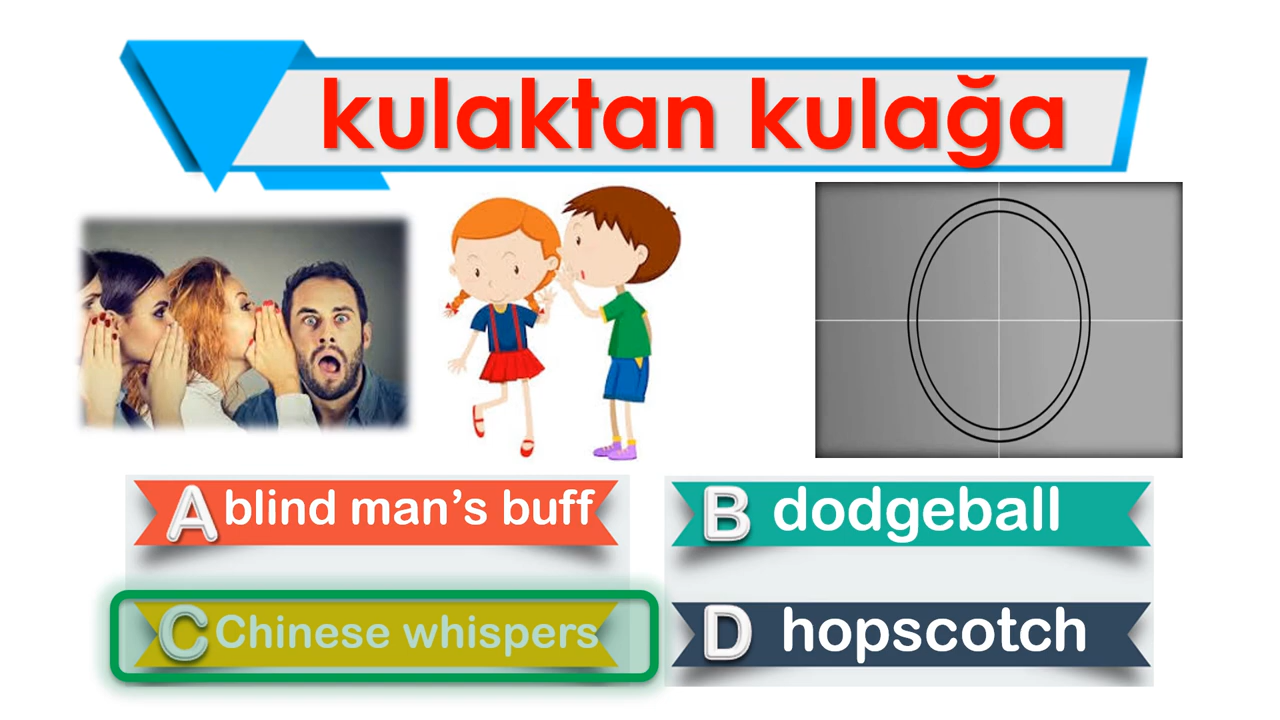 kulaktan kulağa
A blind man's buff
B dodgeball
C Chinese whispers
D hopscotch